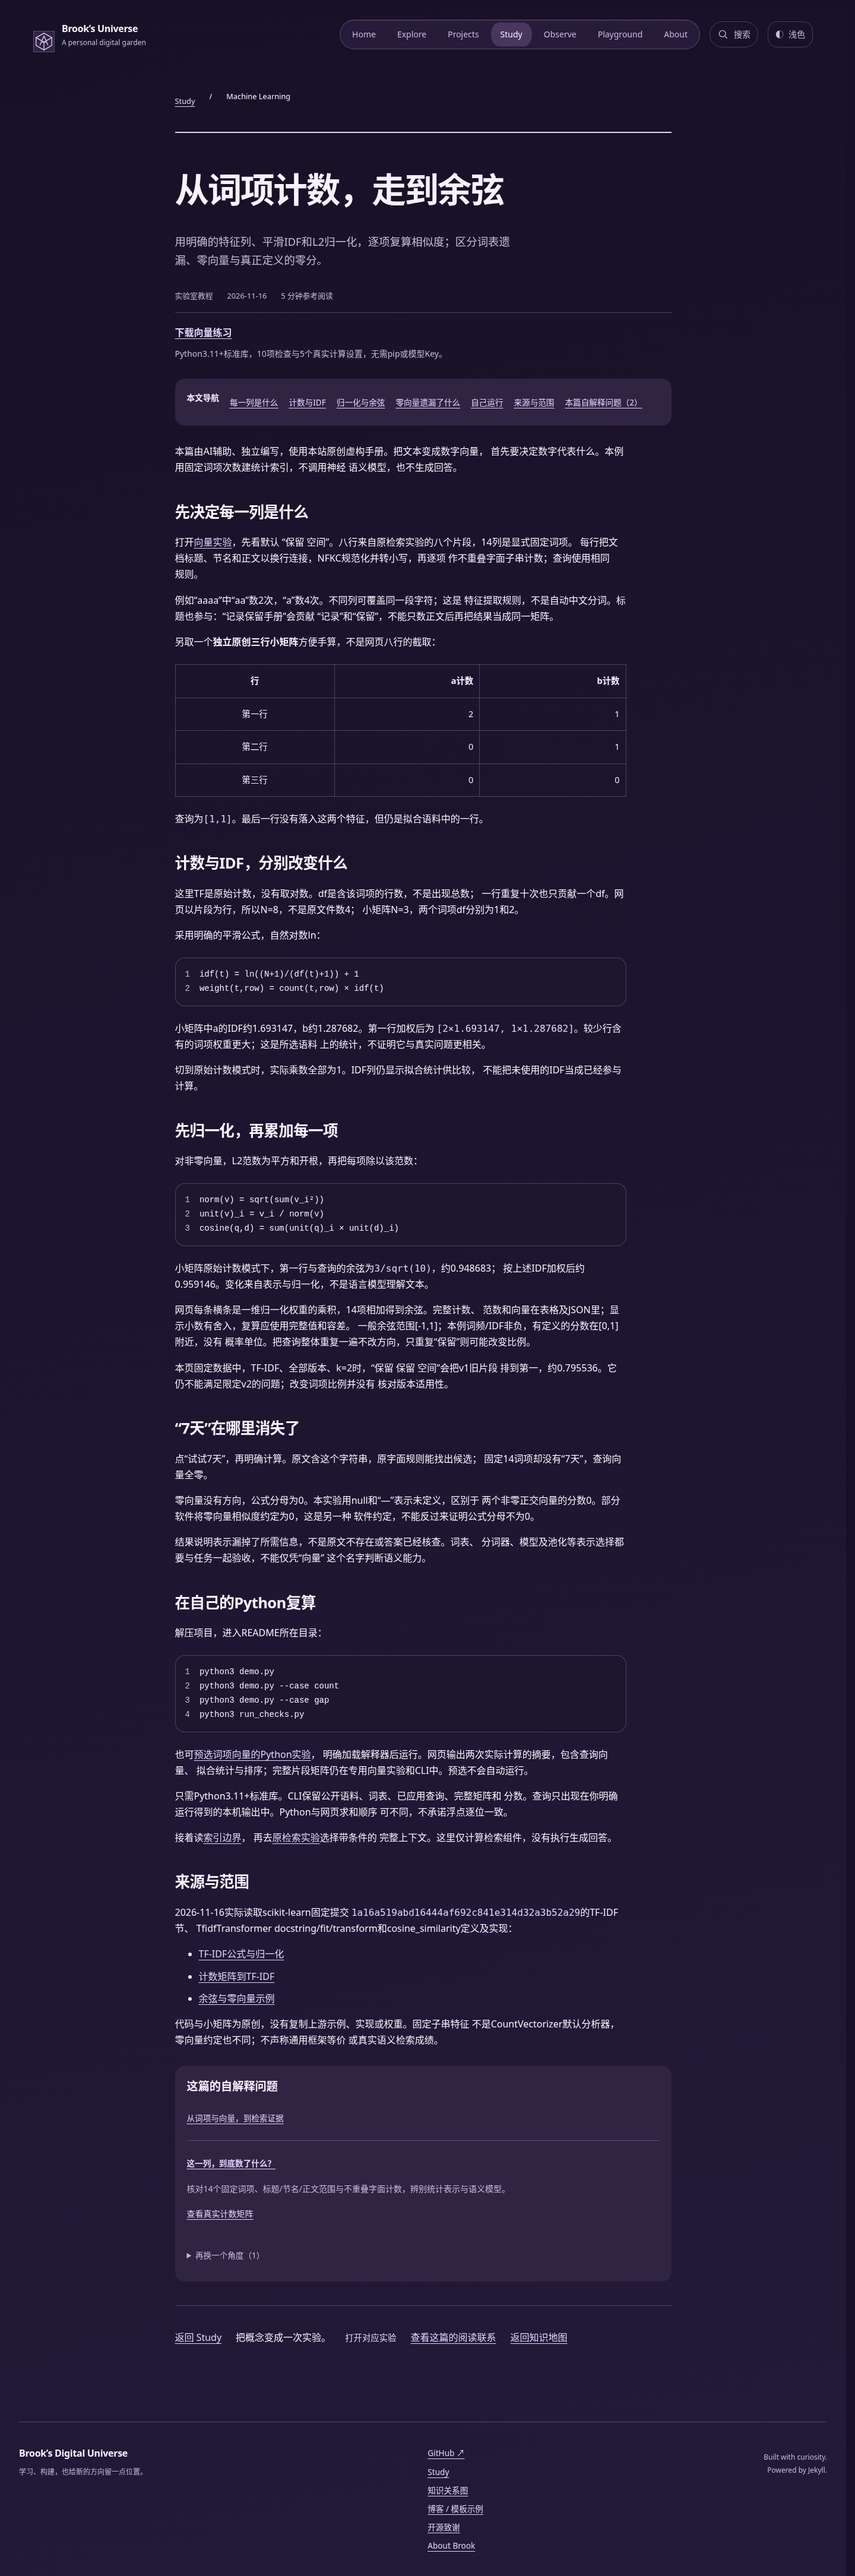 Brook's Universe
A personal digital garden
Home Explore Projects Study Observe Playground About 搜索 浅色
Study / Machine Learning
从词项计数，走到余弦
用明确的特征列、平滑IDF和L2归一化，逐项复算相似度；区分词表遗
漏、零向量与真正定义的零分。
实验室教程 2026-11-16 5 分钟参考阅读
下载向量练习
Python3.11+标准库，10项检查与5个真实计算设置，无需pip或模型Key。
本文导航 每一列是什么 计数与IDF 归一化与余弦 零向量遗漏了什么 自己运行 来源与范围 本篇自解释问题（2）
本篇由AI辅助、独立编写，使用本站原创虚构手册。把文本变成数字向量， 首先要决定数字代表什么。本例
用固定词项次数建统计索引，不调用神经 语义模型，也不生成回答。
先决定每一列是什么
打开向量实验，先看默认 “保留 空间”。八行来自原检索实验的八个片段，14列是显式固定词项。 每行把文
档标题、节名和正文以换行连接，NFKC规范化并转小写，再逐项 作不重叠字面子串计数；查询使用相同
规则。
例如“aaaa”中“aa”数2次，“a”数4次。不同列可覆盖同一段字符；这是 特征提取规则，不是自动中文分词。标
题也参与：“记录保留手册”会贡献 “记录”和“保留”，不能只数正文后再把结果当成同一矩阵。
另取一个独立原创三行小矩阵方便手算，不是网页八行的截取：
行 a计数 b计数
第一行 2 1
第二行 0 1
第三行 0 0
查询为[1,1]。最后一行没有落入这两个特征，但仍是拟合语料中的一行。
计数与IDF，分别改变什么
这里TF是原始计数，没有取对数。df是含该词项的行数，不是出现总数； 一行重复十次也只贡献一个df。网
页以片段为行，所以N=8，不是原文件数4； 小矩阵N=3，两个词项df分别为1和2。
采用明确的平滑公式，自然对数ln：
1 idf(t) = ln((N+1)/(df(t)+1)) + 1
2 weight(t,row) = count(t,row) × idf(t)
小矩阵中a的IDF约1.693147，b约1.287682。第一行加权后为 [2×1.693147, 1×1.287682]。较少行含
有的词项权重更大；这是所选语料 上的统计，不证明它与真实问题更相关。
切到原始计数模式时，实际乘数全部为1。IDF列仍显示拟合统计供比较， 不能把未使用的IDF当成已经参与
计算。
先归一化，再累加每一项
对非零向量，L2范数为平方和开根，再把每项除以该范数：
1 norm(v) = sqrt(sum(v_i²))
2 unit(v)_i = v_i / norm(v)
3 cosine(q,d) = sum(unit(q)_i × unit(d)_i)
小矩阵原始计数模式下，第一行与查询的余弦为3/sqrt(10)，约0.948683； 按上述IDF加权后约
0.959146。变化来自表示与归一化，不是语言模型理解文本。
网页每条横条是一维归一化权重的乘积，14项相加得到余弦。完整计数、 范数和向量在表格及JSON里；显
示小数有舍入，复算应使用完整值和容差。 一般余弦范围[-1,1]；本例词频/IDF非负，有定义的分数在[0,1]
附近，没有 概率单位。把查询整体重复一遍不改方向，只重复“保留”则可能改变比例。
本页固定数据中，TF-IDF、全部版本、k=2时，“保留 保留 空间”会把v1旧片段 排到第一，约0.795536。它
仍不能满足限定v2的问题；改变词项比例并没有 核对版本适用性。
“7天”在哪里消失了
点“试试7天”，再明确计算。原文含这个字符串，原字面规则能找出候选； 固定14词项却没有“7天”，查询向
量全零。
零向量没有方向，公式分母为0。本实验用null和“—”表示未定义，区别于 两个非零正交向量的分数0。部分
软件将零向量相似度约定为0，这是另一种 软件约定，不能反过来证明公式分母不为0。
结果说明表示漏掉了所需信息，不是原文不存在或答案已经核查。词表、 分词器、模型及池化等表示选择都
要与任务一起验收，不能仅凭“向量” 这个名字判断语义能力。
在自己的Python复算
解压项目，进入README所在目录：
1 python3 demo.py
2 python3 demo.py --case count
3 python3 demo.py --case gap
4 python3 run_checks.py
也可预选词项向量的Python实验， 明确加载解释器后运行。网页输出两次实际计算的摘要，包含查询向
量、 拟合统计与排序；完整片段矩阵仍在专用向量实验和CLI中。预选不会自动运行。
只需Python3.11+标准库。CLI保留公开语料、词表、已应用查询、完整矩阵和 分数。查询只出现在你明确
运行得到的本机输出中。Python与网页求和顺序 可不同，不承诺浮点逐位一致。
接着读索引边界， 再去原检索实验选择带条件的 完整上下文。这里仅计算检索组件，没有执行生成回答。
来源与范围
2026-11-16实际读取scikit-learn固定提交 1a16a519abd16444af692c841e314d32a3b52a29的TF-IDF
节、 TfidfTransformer docstring/fit/transform和cosine_similarity定义及实现：
• TF-IDF公式与归一化
• 计数矩阵到TF-IDF
• 余弦与零向量示例
代码与小矩阵为原创，没有复制上游示例、实现或权重。固定子串特征 不是CountVectorizer默认分析器，
零向量约定也不同；不声称通用框架等价 或真实语义检索成绩。
这篇的自解释问题
从词项与向量，到检索证据
这一列，到底数了什么？
核对14个固定词项、标题/节名/正文范围与不重叠字面计数，辨别统计表示与语义模型。
查看真实计数矩阵
▶ 再换一个角度（1）
返回 Study 把概念变成一次实验。 打开对应实验 查看这篇的阅读联系 返回知识地图
Brook's Digital Universe
学习、构建，也给新的方向留一点位置。
GitHub ↗
Study
知识关系图
博客 / 模板示例
开源致谢
About Brook
Built with curiosity.
Powered by Jekyll.